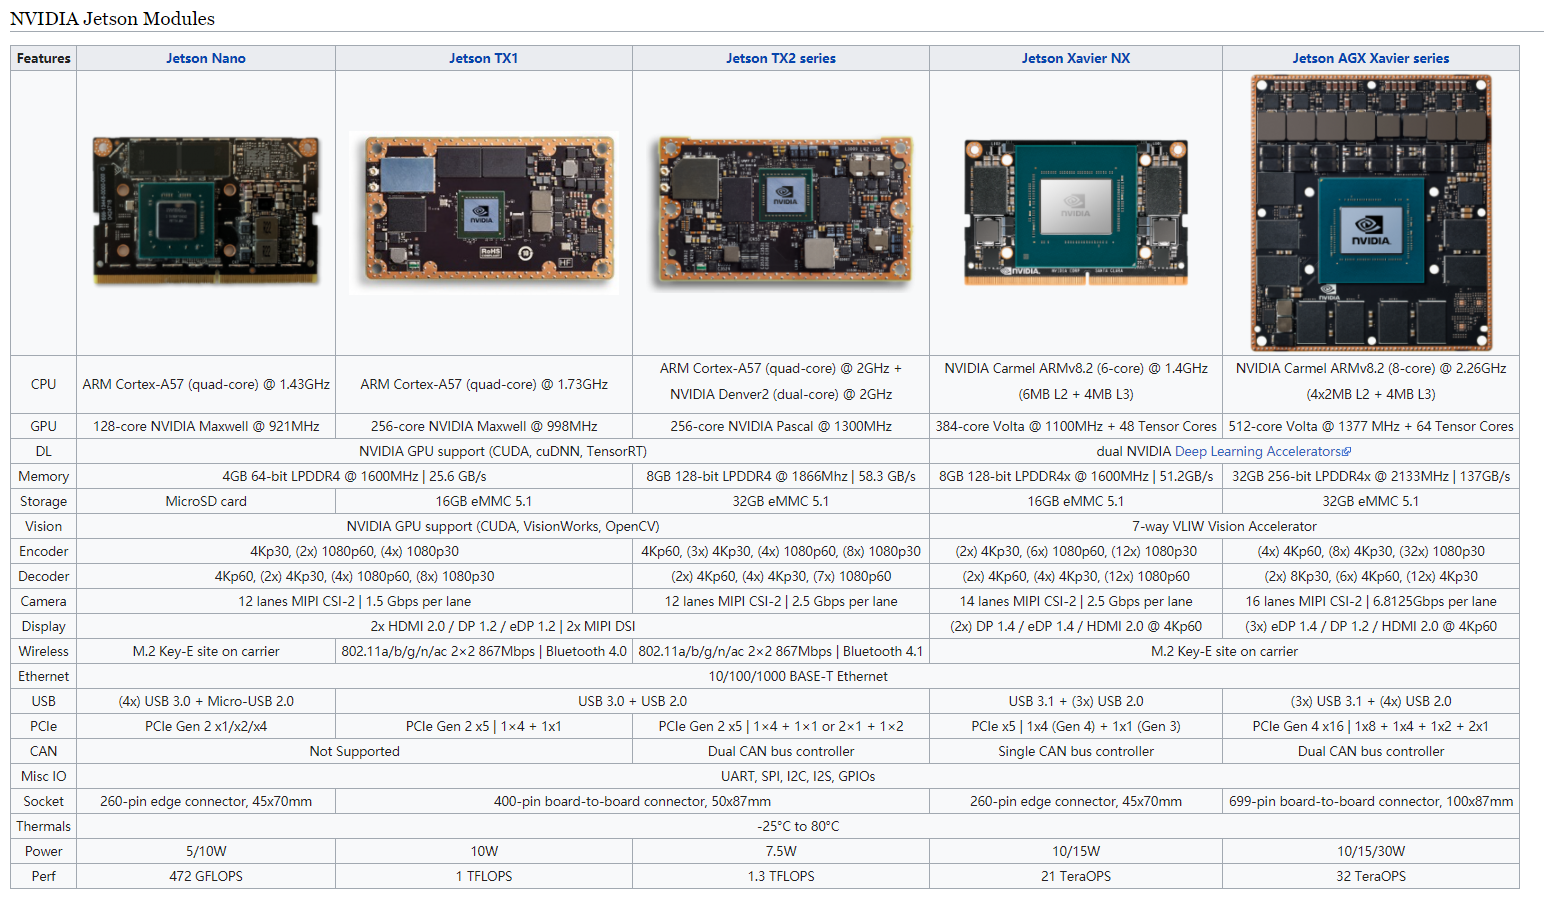 NVIDIA Jetson Modules
Features Jetson Nano Jetson TX1 Jetson TX2 series Jetson Xavier NX Jetson AGX Xavier series
NVIDIA
NVIDIA
NVIDIA
NVIDIA
RoHS
HF
NVIDIA. NVIDIA CORP SANTA CLARA
NVIDIA
CPU ARM Cortex-A57 (quad-core) @ 1.43GHz ARM Cortex-A57 (quad-core) @ 1.73GHz ARM Cortex-A57 (quad-core) @ 2GHz + NVIDIA Carmel ARMv8.2 (6-core) @ 1.4GHz NVIDIA Carmel ARMv8.2 (8-core) @ 2.26GHz
NVIDIA Denver2 (dual-core) @ 2GHz (6MB L2 + 4MB L3) (4x2MB L2 + 4MB L3)
GPU 128-core NVIDIA Maxwell @ 921MHz 256-core NVIDIA Maxwell @ 998MHz 256-core NVIDIA Pascal @ 1300MHz 384-core Volta @ 1100MHz + 48 Tensor Cores 512-core Volta @ 1377 MHz + 64 Tensor Cores
DL NVIDIA GPU support (CUDA, cuDNN, TensorRT) dual NVIDIA Deep Learning Accelerators
Memory 4GB 64-bit LPDDR4 @ 1600MHz | 25.6 GB/s 8GB 128-bit LPDDR4 @ 1866Mhz | 58.3 GB/s 8GB 128-bit LPDDR4x @ 1600MHz | 51.2GB/s 32GB 256-bit LPDDR4x @ 2133MHz | 137GB/s
Storage MicroSD card 16GB eMMC 5.1 32GB eMMC 5.1 16GB eMMC 5.1 32GB eMMC 5.1
Vision NVIDIA GPU support (CUDA, VisionWorks, OpenCV) 7-way VLIW Vision Accelerator
Encoder 4Kp30, (2x) 1080p60, (4x) 1080p30 4Kp60, (3x) 4Kp30, (4x) 1080p60, (8x) 1080p30 (2x) 4Kp30, (6x) 1080p60, (12x) 1080p30 (4x) 4Kp60, (8x) 4Kp30, (32x) 1080p30
Decoder 4Kp60, (2x) 4Kp30, (4x) 1080p60, (8x) 1080p30 (2x) 4Kp60, (4x) 4Kp30, (7x) 1080p60 (2x) 4Kp60, (4x) 4Kp30, (12x) 1080p60 (2x) 8Kp30, (6x) 4Kp60, (12x) 4Kp30
Camera 12 lanes MIPI CSI-2 | 1.5 Gbps per lane 12 lanes MIPI CSI-2 | 2.5 Gbps per lane 14 lanes MIPI CSI-2 | 2.5 Gbps per lane 16 lanes MIPI CSI-2 | 6.8125Gbps per lane
Display 2x HDMI 2.0 / DP 1.2 / eDP 1.2 | 2x MIPI DSI (2x) DP 1.4 / eDP 1.4 / HDMI 2.0 @ 4Kp60 (3x) eDP 1.4 / DP 1.2 / HDMI 2.0 @ 4Kp60
Wireless M.2 Key-E site on carrier 802.11a/b/g/n/ac 2×2 867Mbps | Bluetooth 4.0 802.11a/b/g/n/ac 2×2 867Mbps | Bluetooth 4.1 M.2 Key-E site on carrier
Ethernet 10/100/1000 BASE-T Ethernet
USB (4x) USB 3.0 + Micro-USB 2.0 USB 3.0 + USB 2.0 USB 3.1 + (3x) USB 2.0 (3x) USB 3.1 + (4x) USB 2.0
PCIe PCIe Gen 2 x1/x2/x4 PCIe Gen 2 x5 | 1×4 + 1x1 PCIe Gen 2 x5 | 1×4 + 1×1 or 2×1 + 1×2 PCIe x5 | 1x4 (Gen 4) + 1x1 (Gen 3) PCIe Gen 4 x16 | 1x8 + 1x4 + 1x2 + 2x1
CAN Not Supported Dual CAN bus controller Single CAN bus controller Dual CAN bus controller
Misc IO UART, SPI, I2C, I2S, GPIOs
Socket 260-pin edge connector, 45x70mm 400-pin board-to-board connector, 50x87mm 260-pin edge connector, 45x70mm 699-pin board-to-board connector, 100x87mm
Thermals -25°C to 80°C
Power 5/10W 10W 7.5W 10/15W 10/15/30W
Perf 472 GFLOPS 1 TFLOPS 1.3 TFLOPS 21 TeraOPS 32 TeraOPS